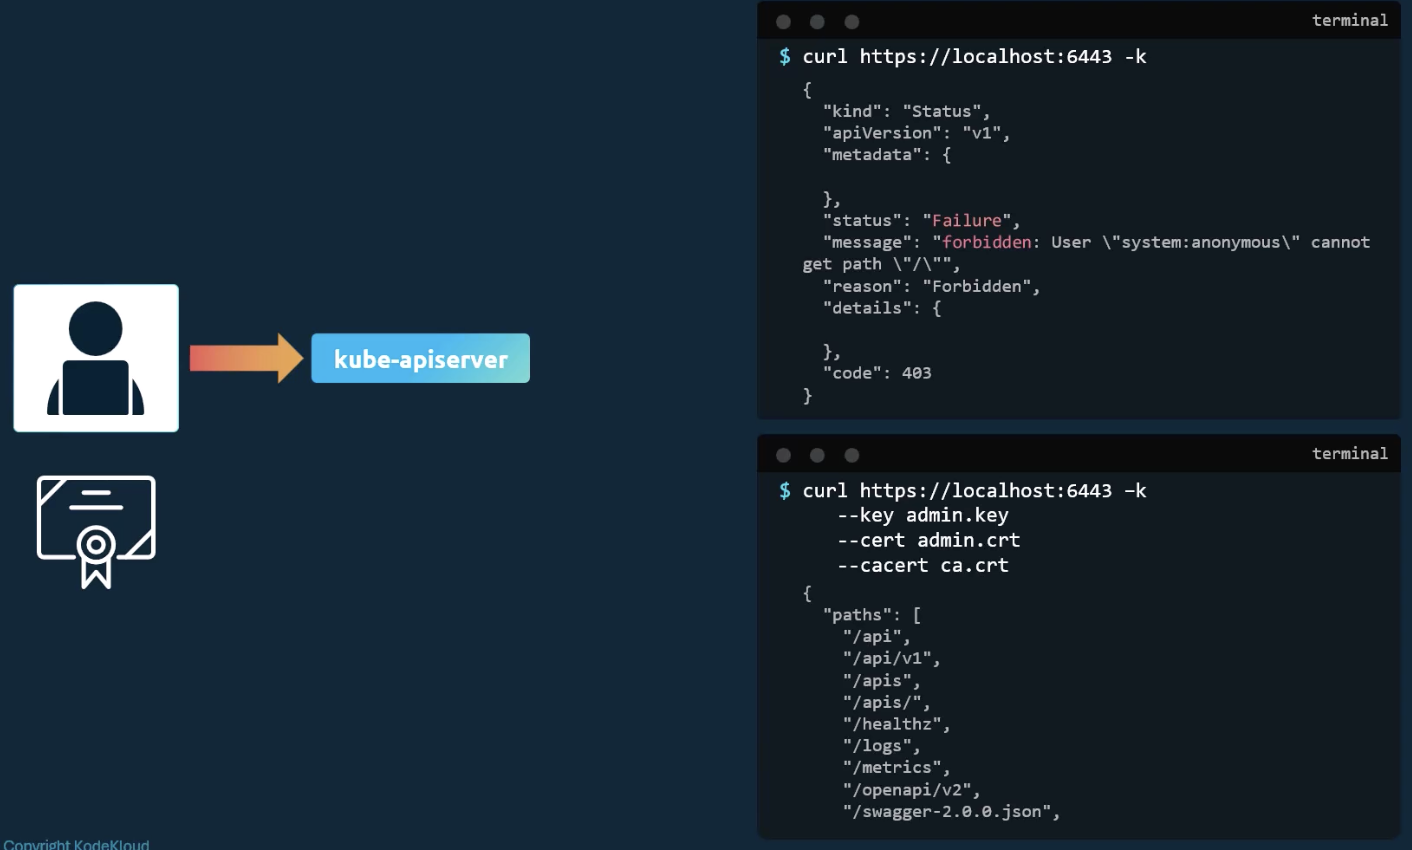 kube-apiserver
terminal
$ curl https://localhost:6443 -k
{
"kind": "Status",
"apiVersion": "v1",
"metadata": {
},
"status": "Failure",
"message": "forbidden: User \"system:anonymous\" cannot
get path \"/\"",
"reason": "Forbidden",
"details": {
},
"code": 403
}
terminal
$ curl https://localhost:6443 –k
--key admin.key
--cert admin.crt
--cacert ca.crt
{
"paths": [
"/api",
"/api/v1",
"/apis",
"/apis/",
"/healthz",
"/logs",
"/metrics",
"/openapi/v2",
"/swagger-2.0.0.json",
Copyright KodeKloud